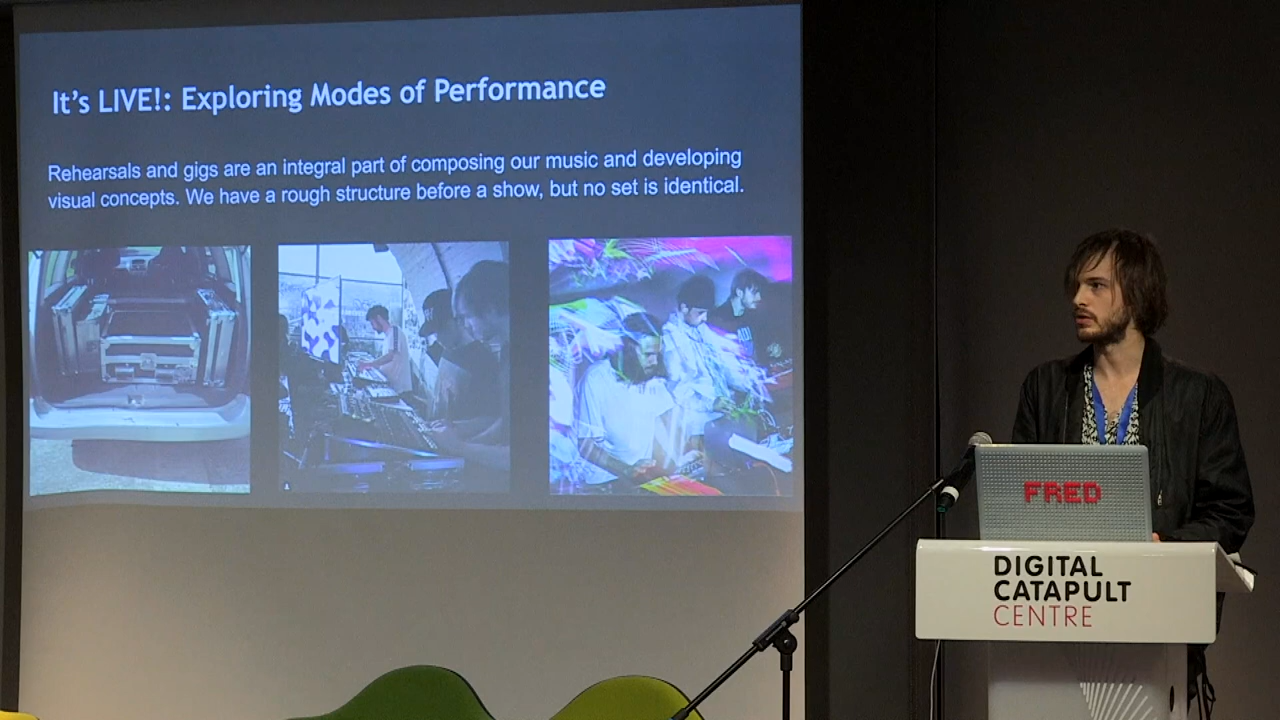 It's LIVE!: Exploring Modes of Performance
Rehearsals and gigs are an integral part of composing our music and developing
visual concepts. We have a rough structure before a show, but no set is identical.
FRED
DIGITAL
CATAPULT
CENTRE